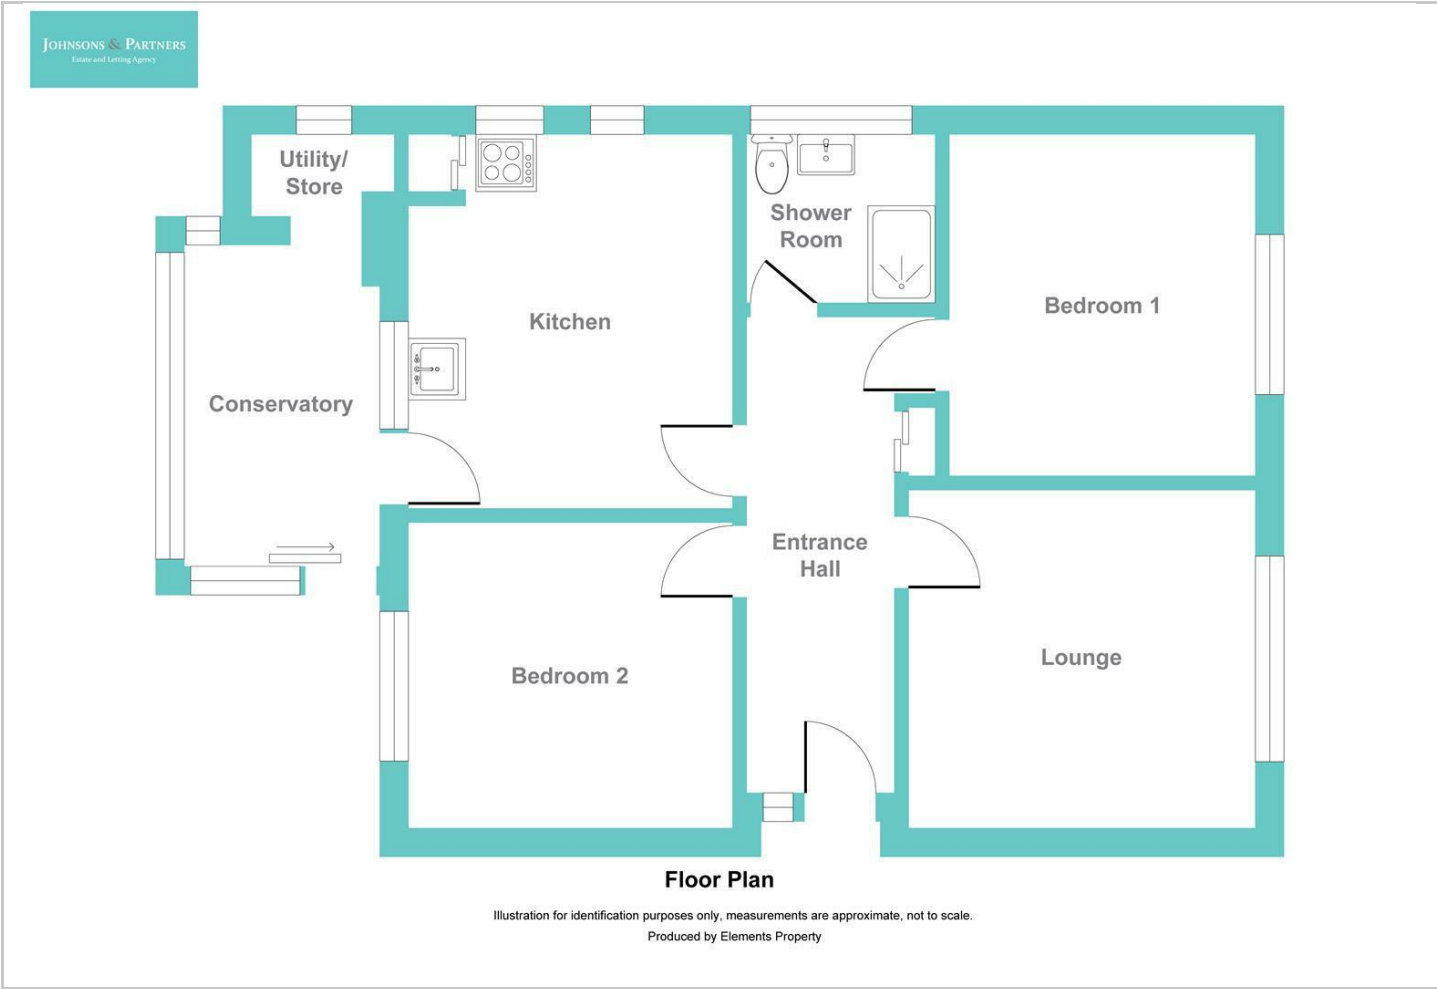 JOHNSONS & PARTNERS
Estate and Letting Agency
Utility/
Store
Shower
Room
Bedroom 1
Kitchen
Conservatory
Entrance
Hall
Lounge
Bedroom 2
Floor Plan
Illustration for identification purposes only, measurements are approximate, not to scale.
Produced by Elements Property